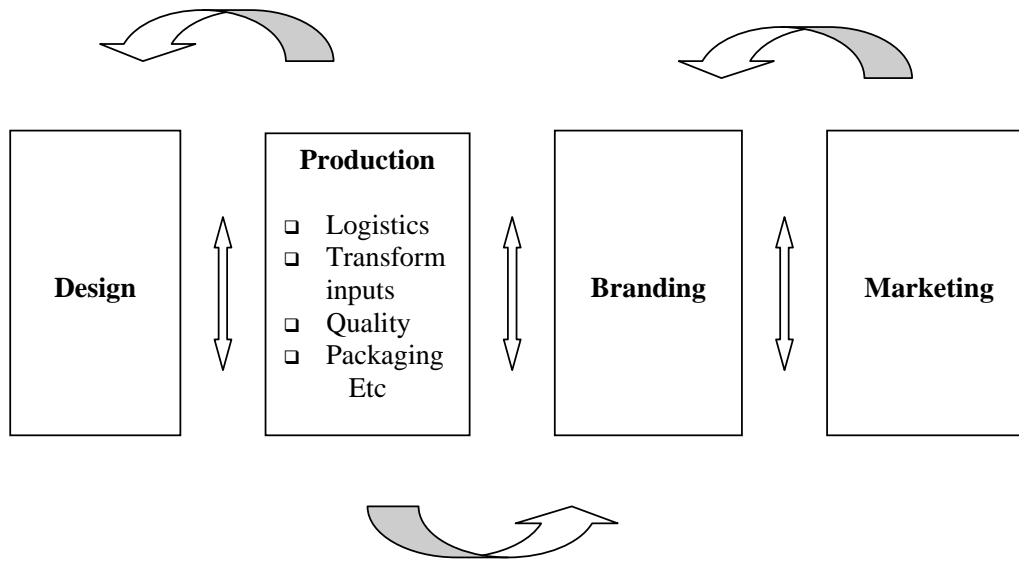 Design
Production
❑ Logistics
❑ Transform
inputs
❑ Quality
❑ Packaging
Etc
Branding
Marketing